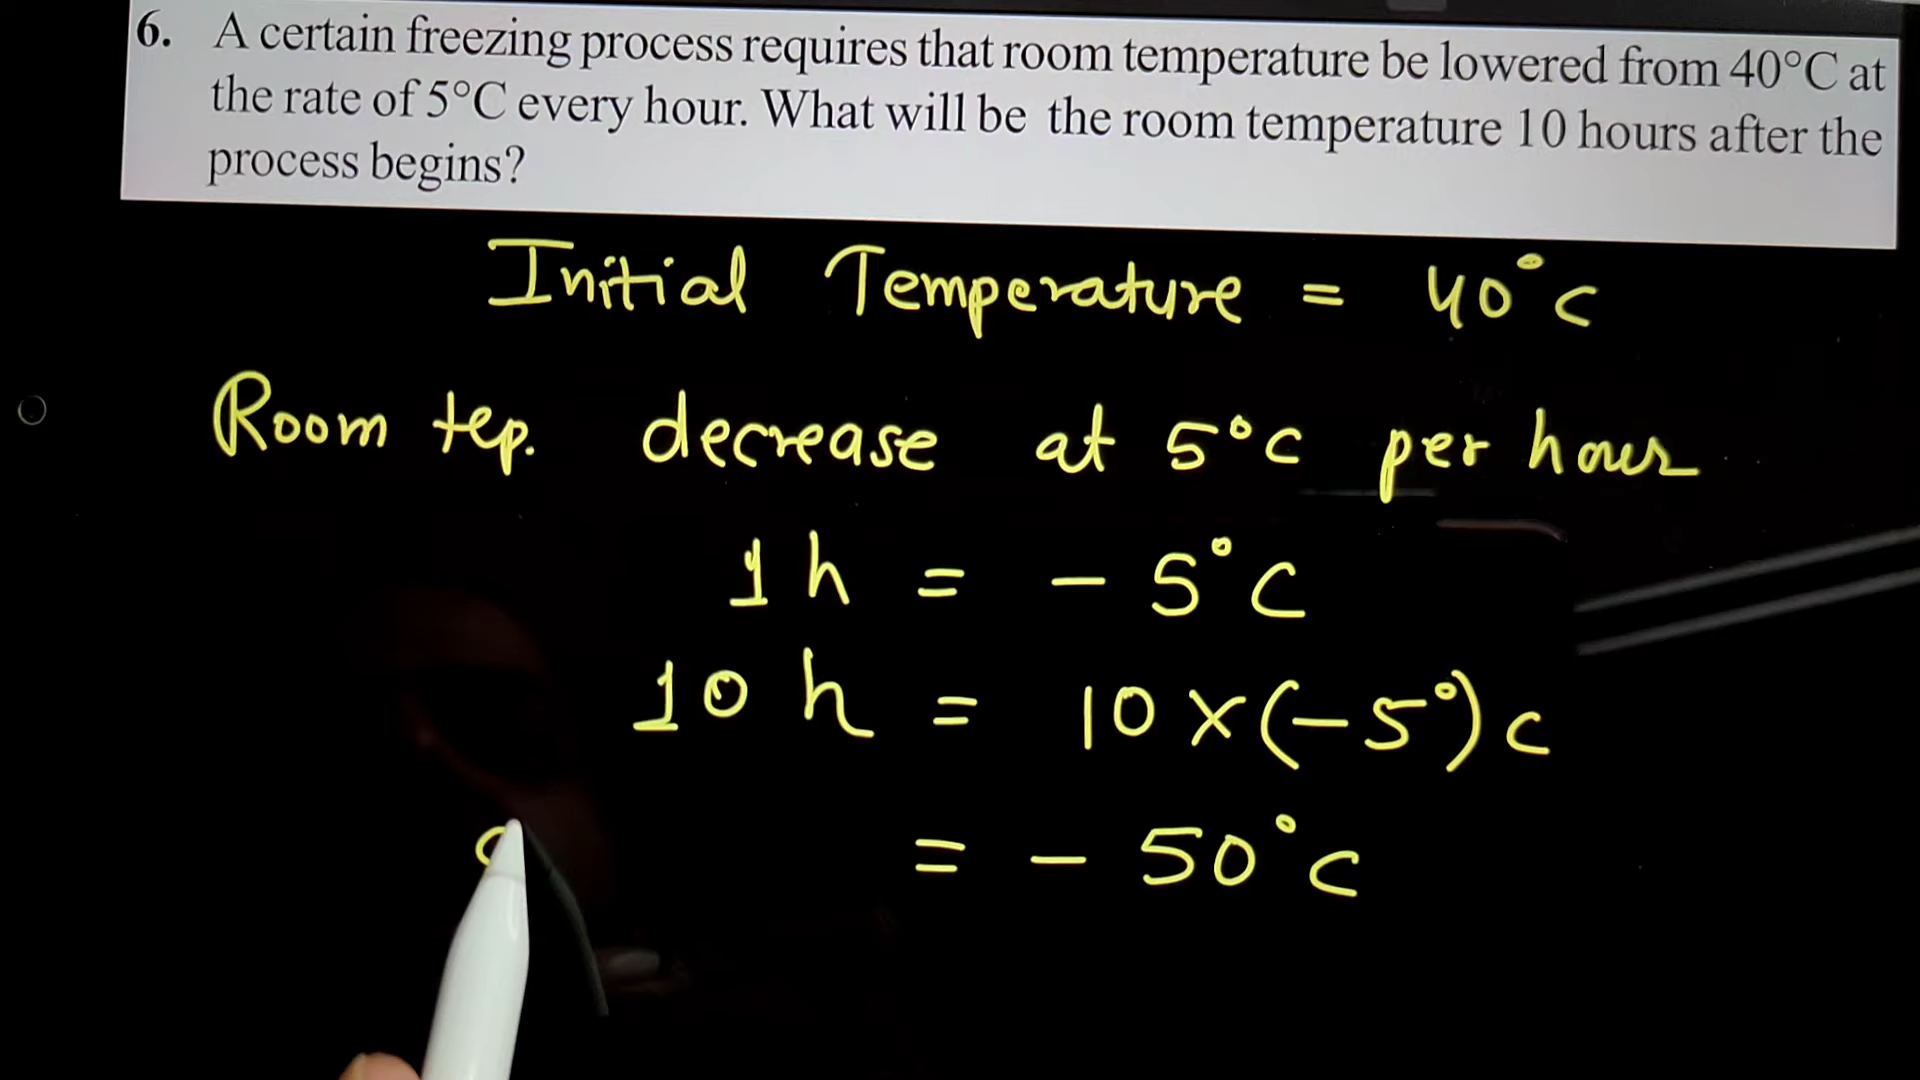 6. A certain freezing process requires that room temperature be lowered from 40°C at
the rate of 5°C every hour. What will be the room temperature 10 hours after the
process begins?
Initial Temperature = 40°C
Room tep. decrease at 5°C per hour
1 h = - 5°C
10 h = 10 x (-5°) C
= - 50°C